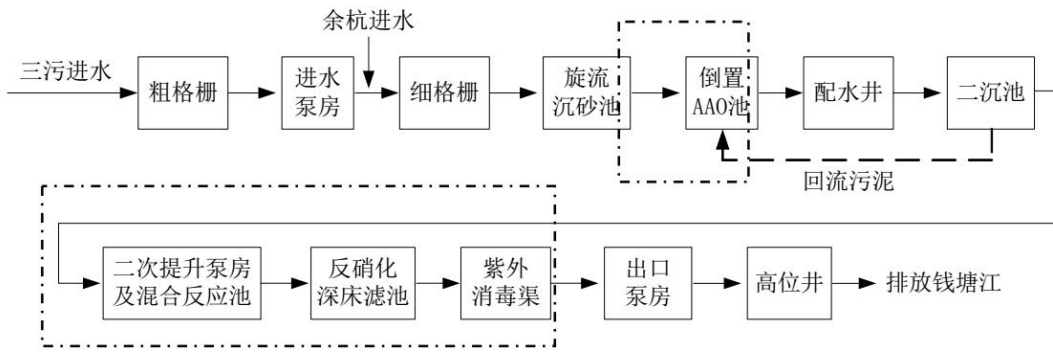 余杭进水
三污进水
粗格栅
进水
泵房
细格栅
旋流
沉砂池
倒置
AAO池
配水井
二沉池
回流污泥
二次提升泵房
及混合反应池
反硝化
深床滤池
紫外
消毒渠
出口
泵房
高位井
排放钱塘江